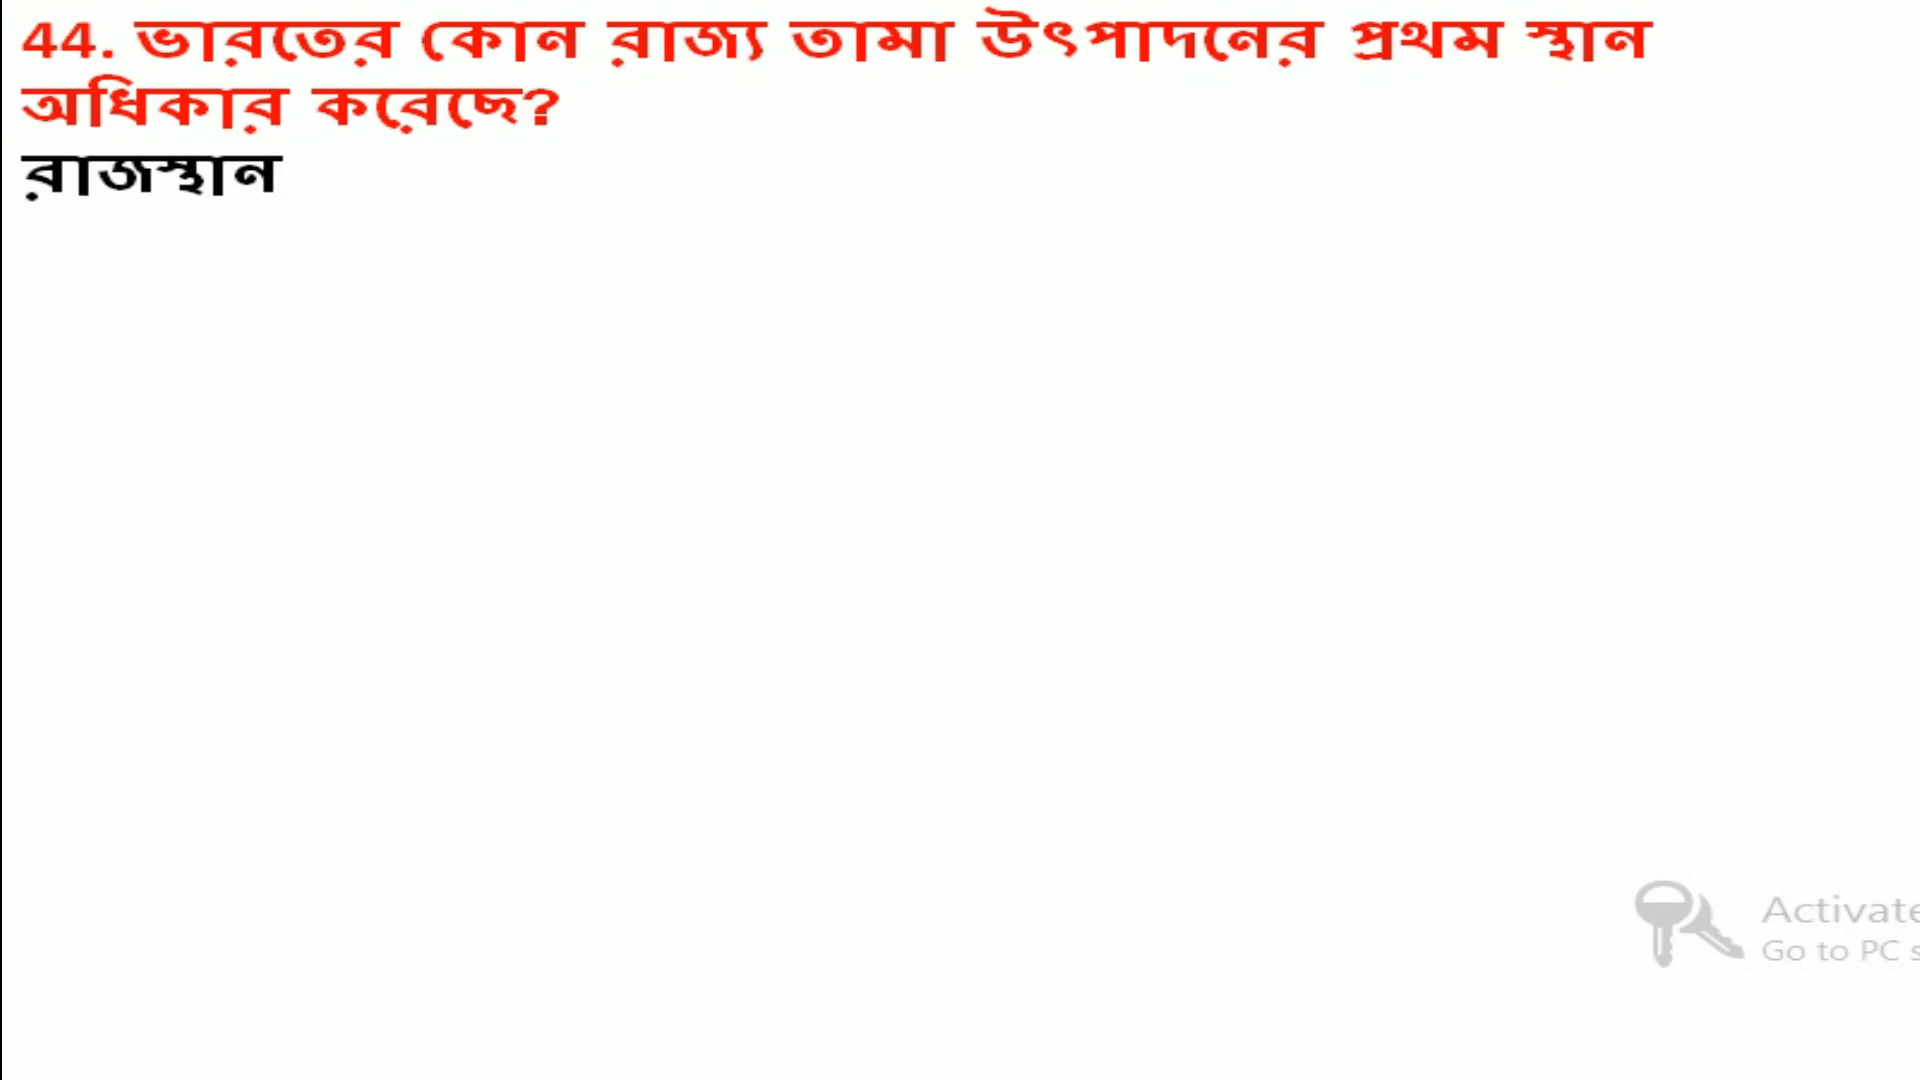 44. ভারতের কোন রাজ্য তামা উৎপাদনের প্রথম স্থান
অধিকার করেছে?
রাজস্থান
Activate
Go to PC s